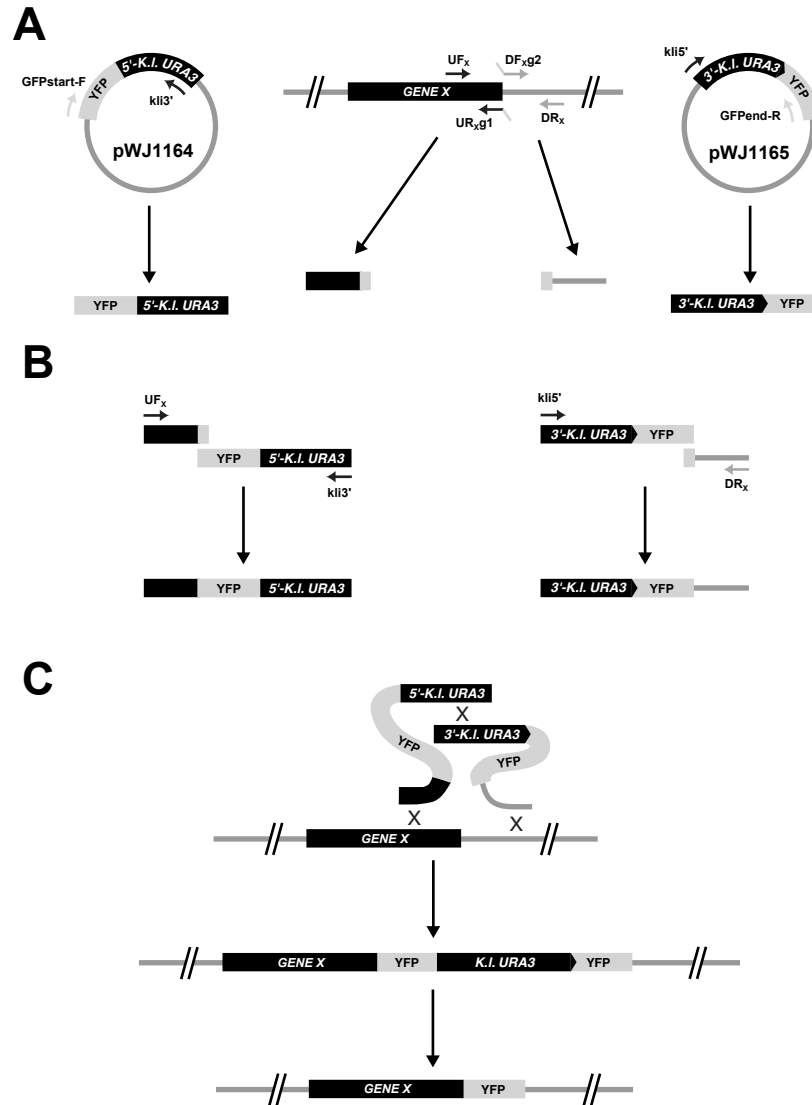 A
GFPstart-F
YFP
5'-K.I. URA3
kli3'
pWJ1164
UFx
DFxg2
GENE X
URxg1
DRx
kli5'
3'-K.I. URA3
YFP
GFPend-R
pWJ1165
YFP
5'-K.I. URA3
3'-K.I. URA3
YFP
B
UFx
YFP
5'-K.I. URA3
kli3'
kli5'
3'-K.I. URA3
YFP
DRx
YFP
5'-K.I. URA3
3'-K.I. URA3
YFP
C
5'-K.I. URA3
X
3'-K.I. URA3
YFP
YFP
X
X
GENE X
GENE X
YFP
K.I. URA3
YFP
GENE X
YFP